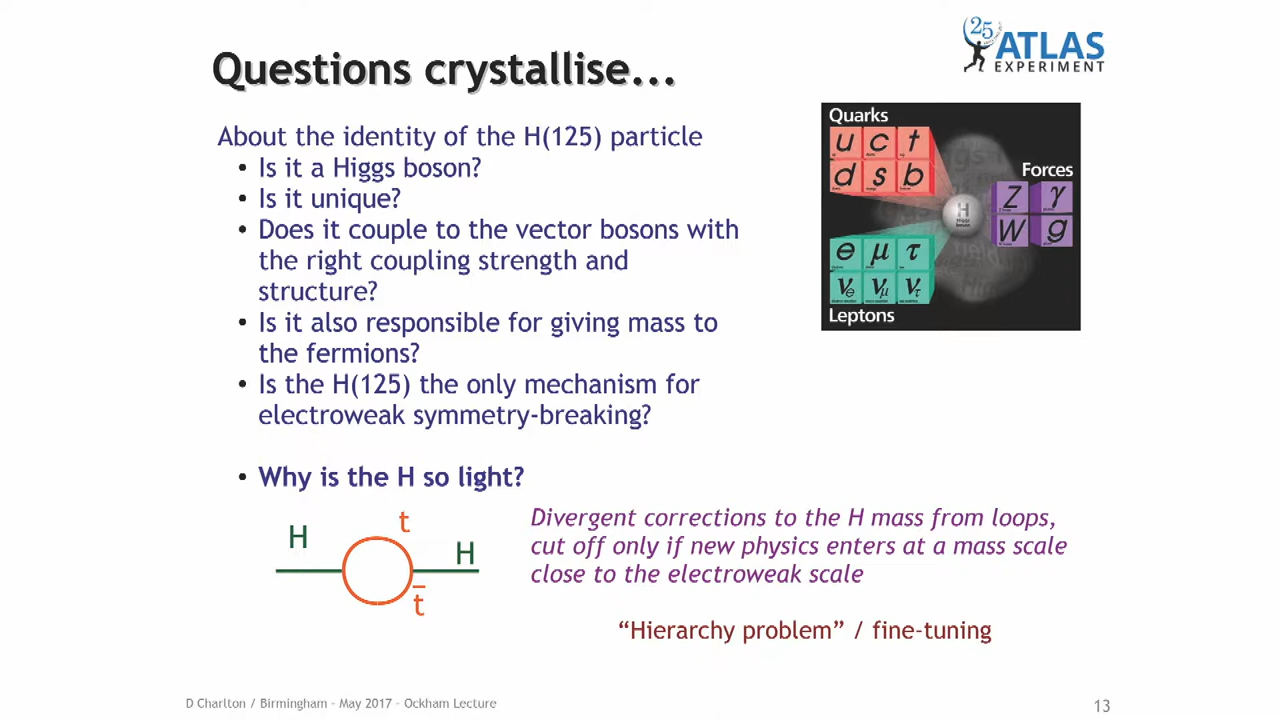 25
ATLAS
EXPERIMENT
Questions crystallise...
About the identity of the H(125) particle
• Is it a Higgs boson?
• Is it unique?
• Does it couple to the vector bosons with
the right coupling strength and
structure?
• Is it also responsible for giving mass to
the fermions?
• Is the H(125) the only mechanism for
electroweak symmetry-breaking?
• Why is the H so light?
Quarks
u c t
d s b
Forces
Z γ
W g
H
e μ τ
νe νμ ντ
Leptons
H
t
H
t̄
Divergent corrections to the H mass from loops,
cut off only if new physics enters at a mass scale
close to the electroweak scale
“Hierarchy problem” / fine-tuning
D Charlton / Birmingham – May 2017 – Ockham Lecture
13